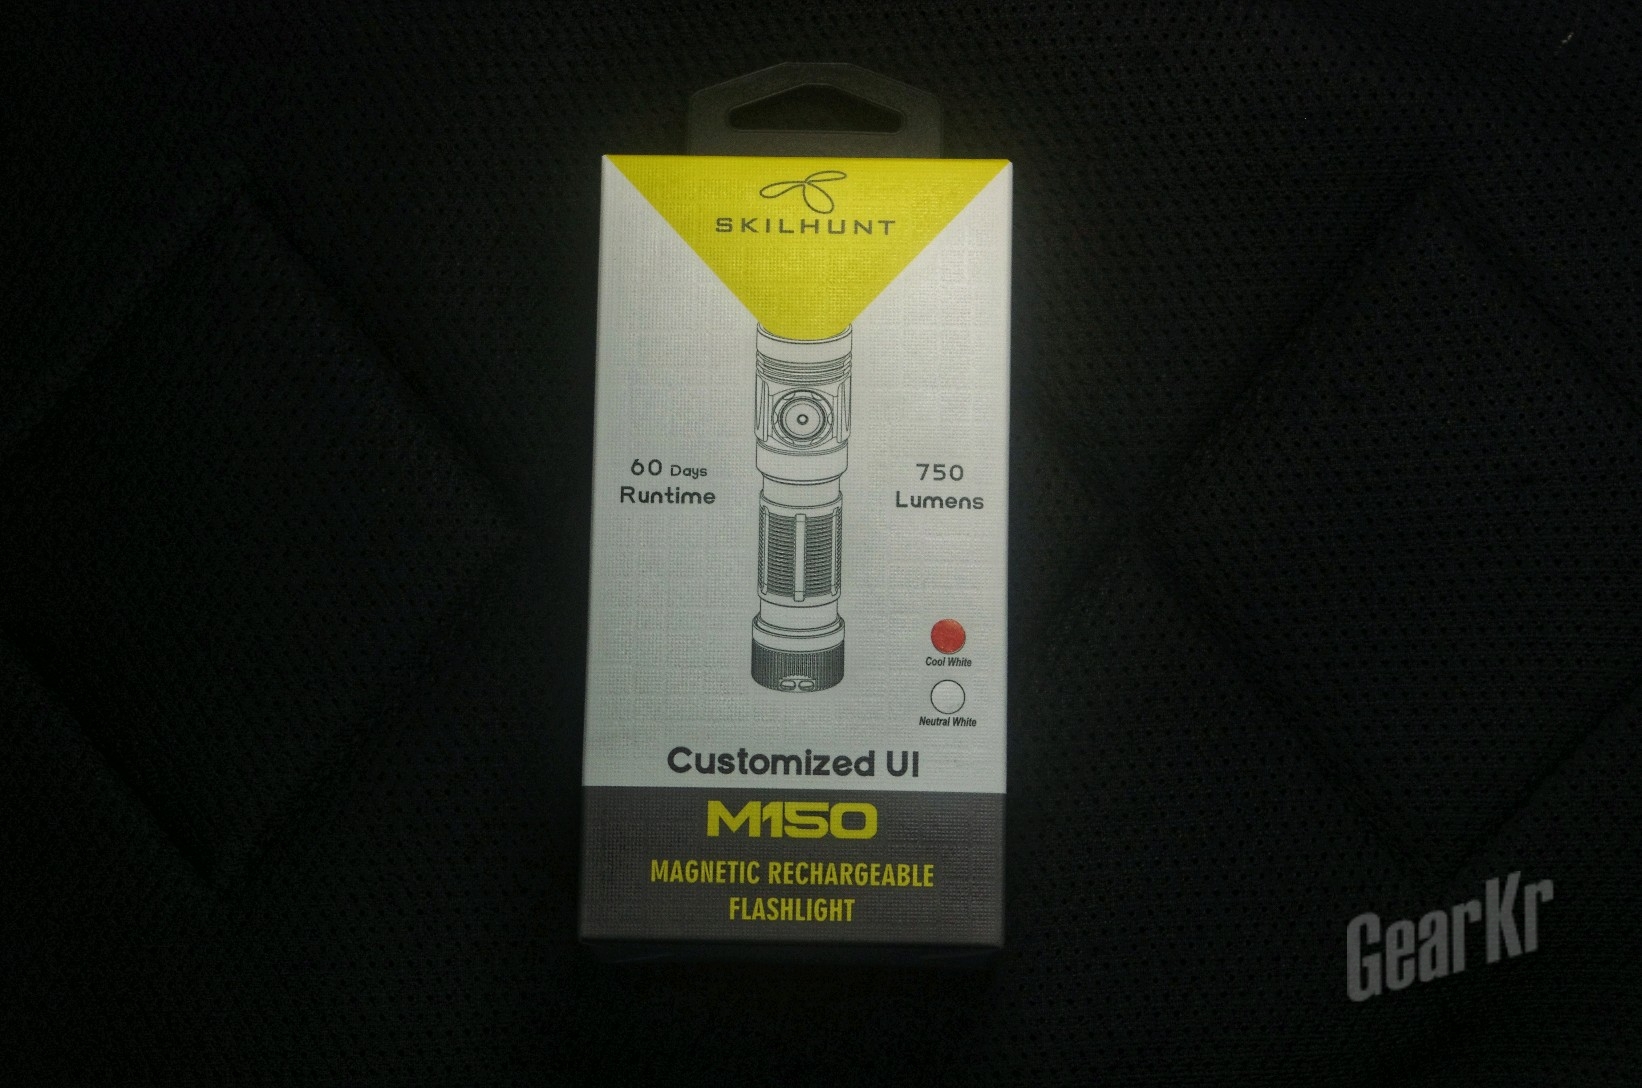 SKILHUNT
60 Days
Runtime
750
Lumens
Cool White
Neutral White
Customized UI
M150
MAGNETIC RECHARGEABLE
FLASHLIGHT
GearKr